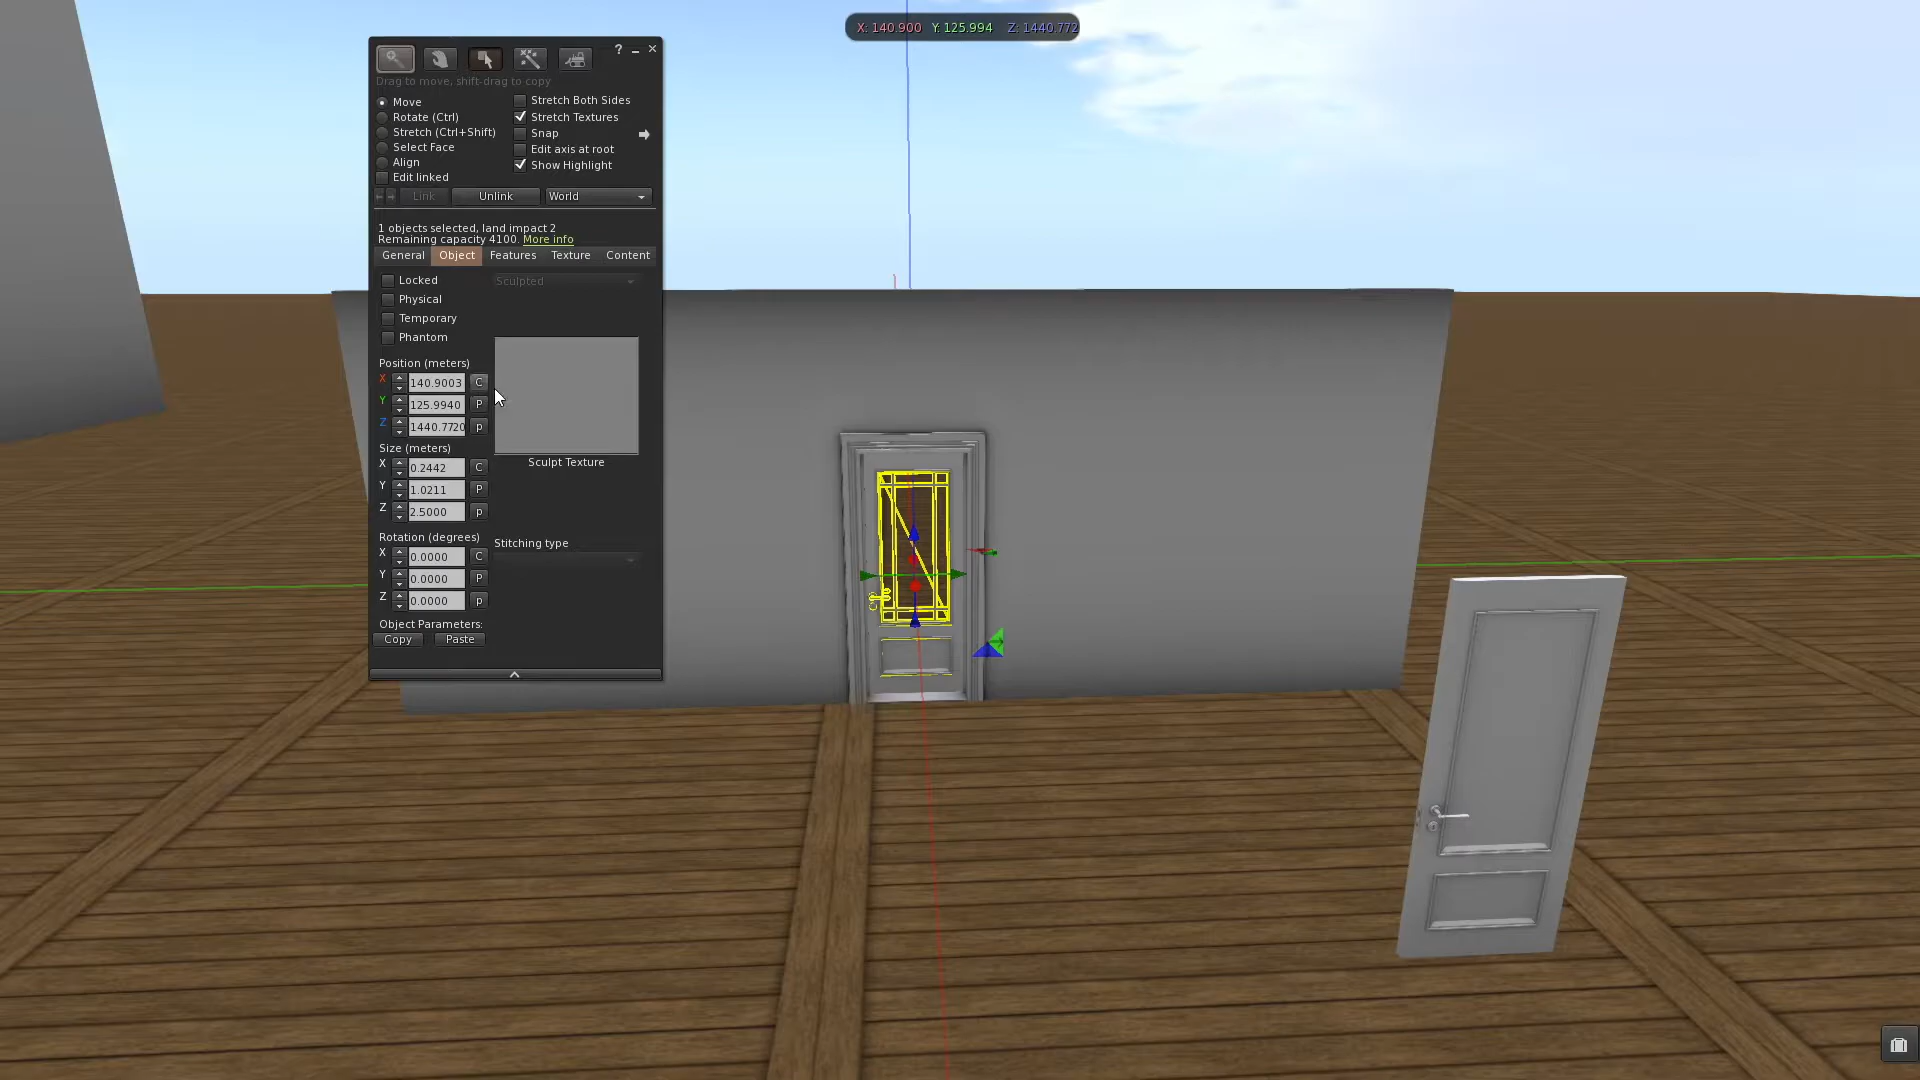 X: 140.900 Y: 125.994 Z: 1440.772
?
Drag to move, shift-drag to copy
Move
Rotate (Ctrl)
Stretch (Ctrl+Shift)
Select Face
Align
Edit linked
Stretch Both Sides
Stretch Textures
Snap
Edit axis at root
Show Highlight
Link Unlink World
1 objects selected, land impact 2
Remaining capacity 4100. More info
General Object Features Texture Content
Locked
Physical
Temporary
Phantom
Sculpted
Position (meters)
X 140.9003 C
Y 125.9940 P
Z 1440.7720 p
Size (meters)
X 0.2442 C
Y 1.0211 P
Z 2.5000 p
Sculpt Texture
Rotation (degrees)
X 0.0000 C
Y 0.0000 P
Z 0.0000 p
Stitching type
Object Parameters:
Copy Paste